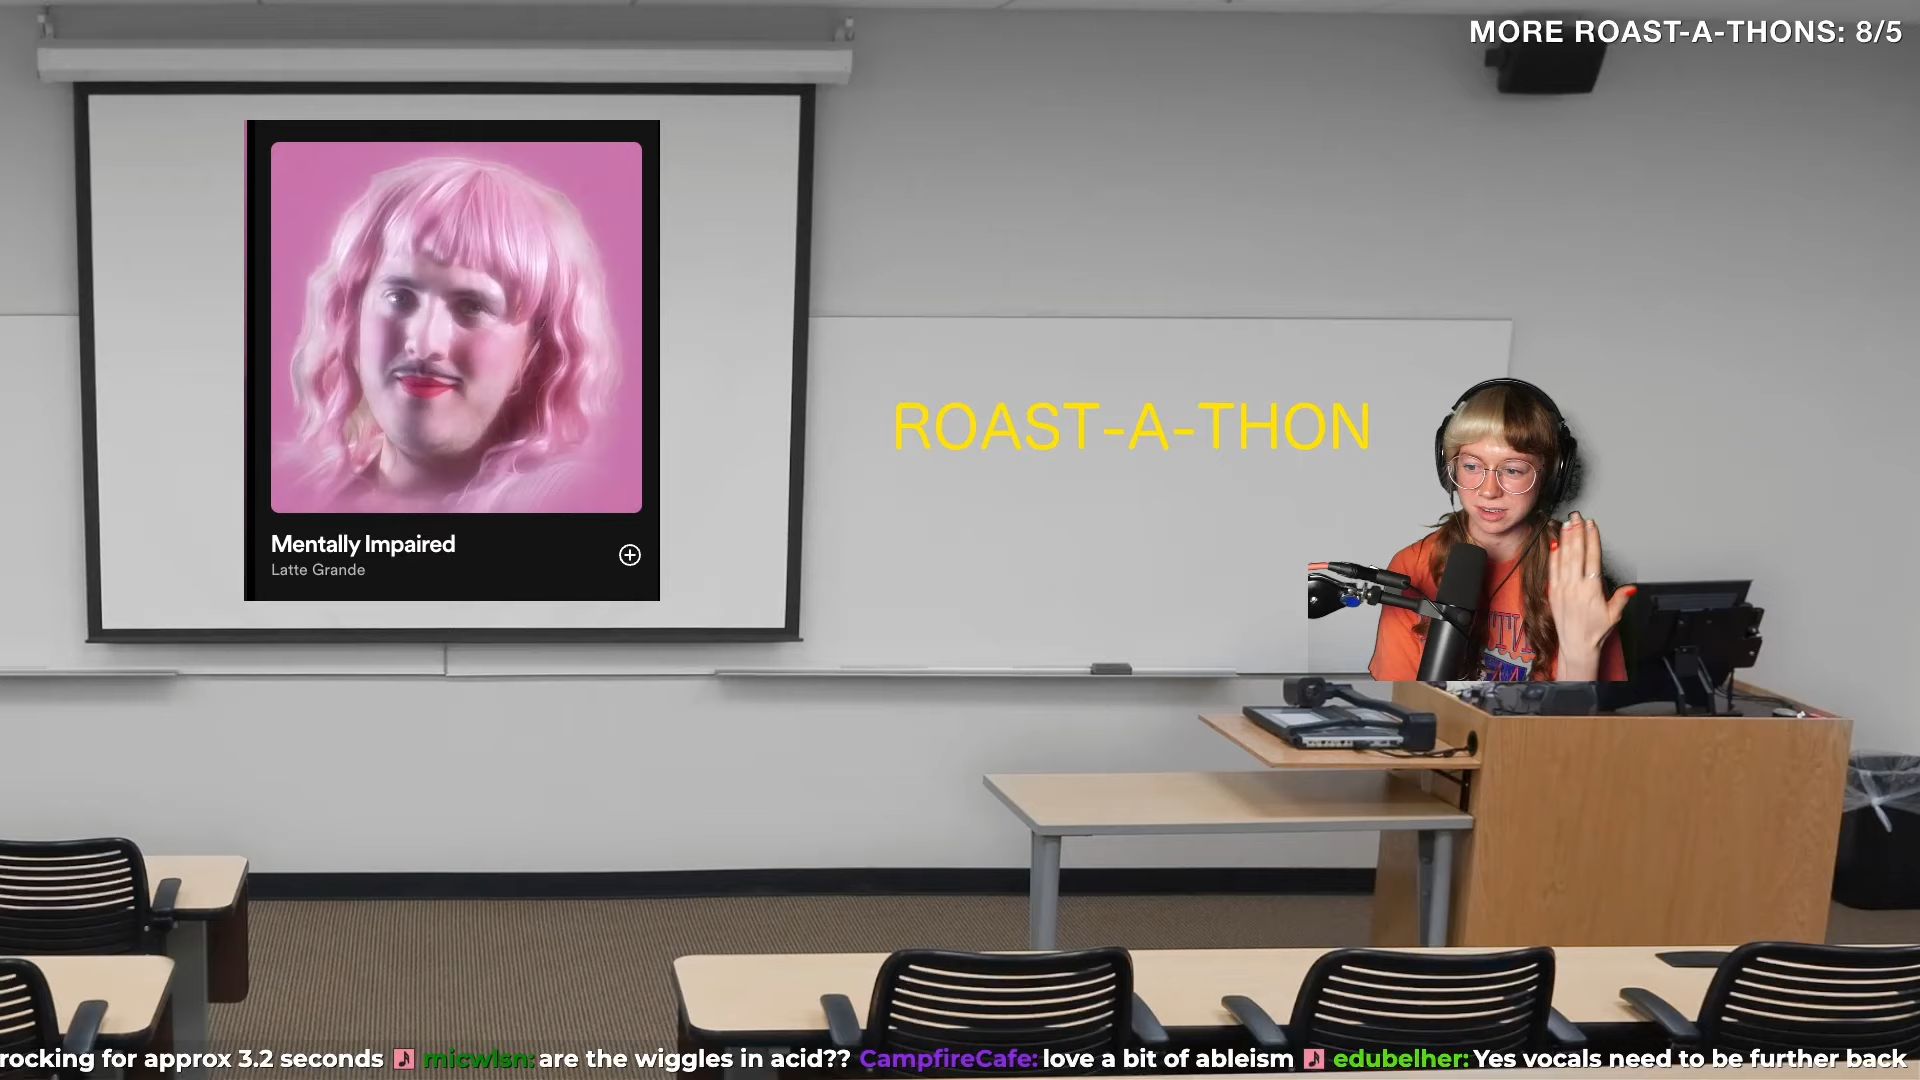 MORE ROAST-A-THONS: 8/5
ROAST-A-THON
Mentally Impaired
Latte Grande
rocking for approx 3.2 seconds micwlsn: are the wiggles in acid?? CampfireCafe: love a bit of ableism edubelher: Yes vocals need to be further back